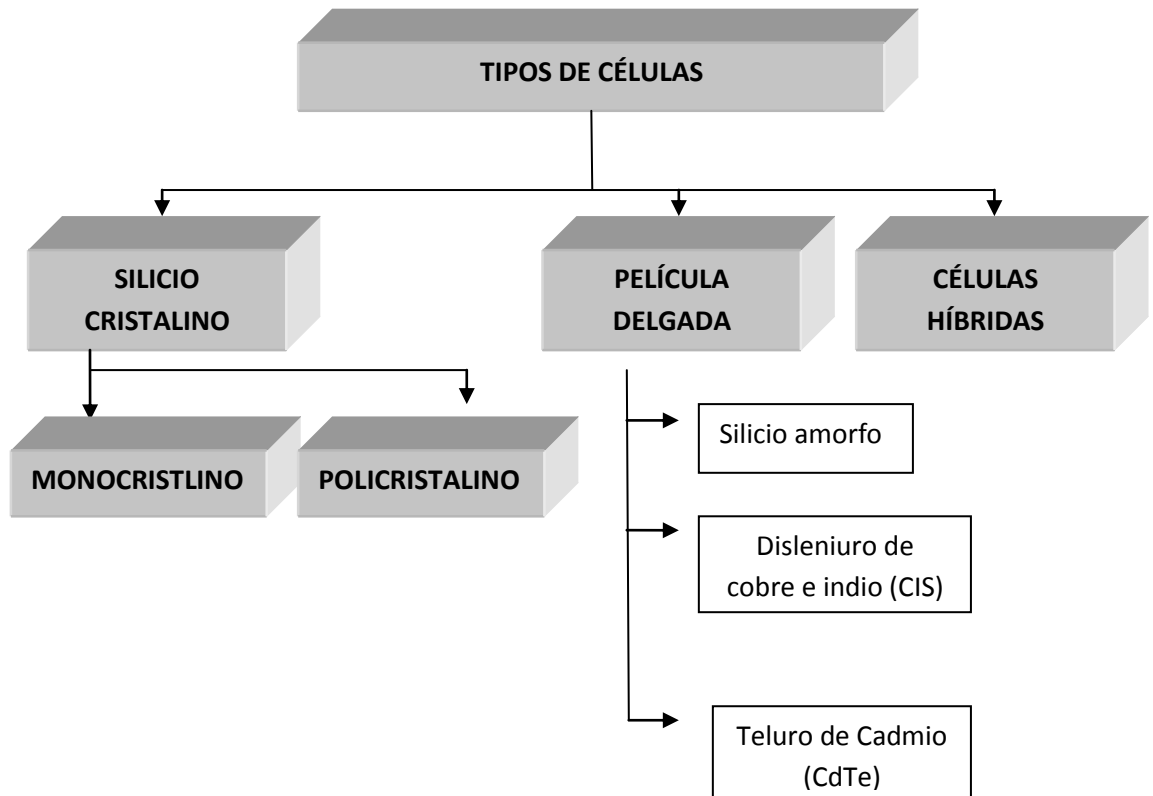 TIPOS DE CÉLULAS
SILICIO
CRISTALINO
PELÍCULA
DELGADA
CÉLULAS
HÍBRIDAS
MONOCRISTLINO
POLICRISTALINO
Silicio amorfo
Disleniuro de
cobre e indio (CIS)
Teluro de Cadmio
(CdTe)